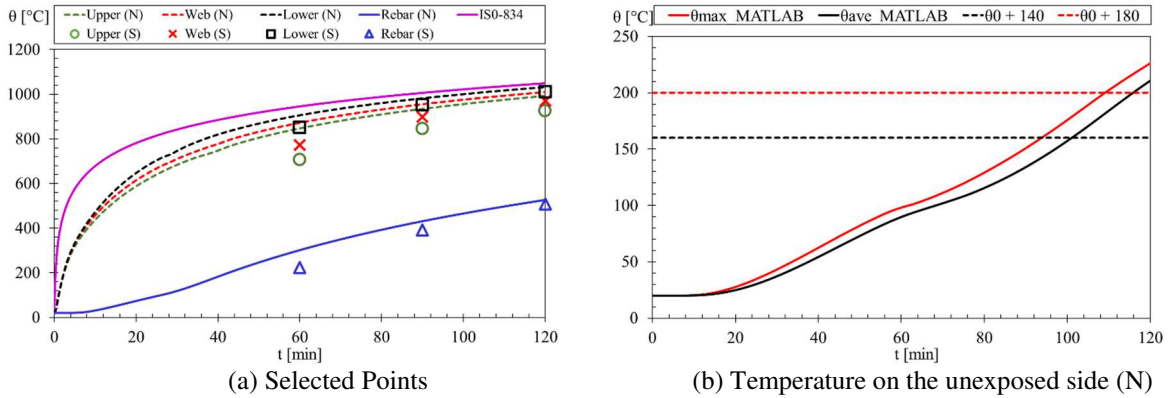 θ [°C]
Upper (N) Web (N) Lower (N) Rebar (N) IS0-834
Upper (S) Web (S) Lower (S) Rebar (S)
1200
1000
800
600
400
200
0
0 20 40 60 80 100 120
t [min]
(a) Selected Points
θ [°C]
θmax MATLAB θave MATLAB θ0 + 140 θ0 + 180
250
200
150
100
50
0
0 20 40 60 80 100 120
t [min]
(b) Temperature on the unexposed side (N)